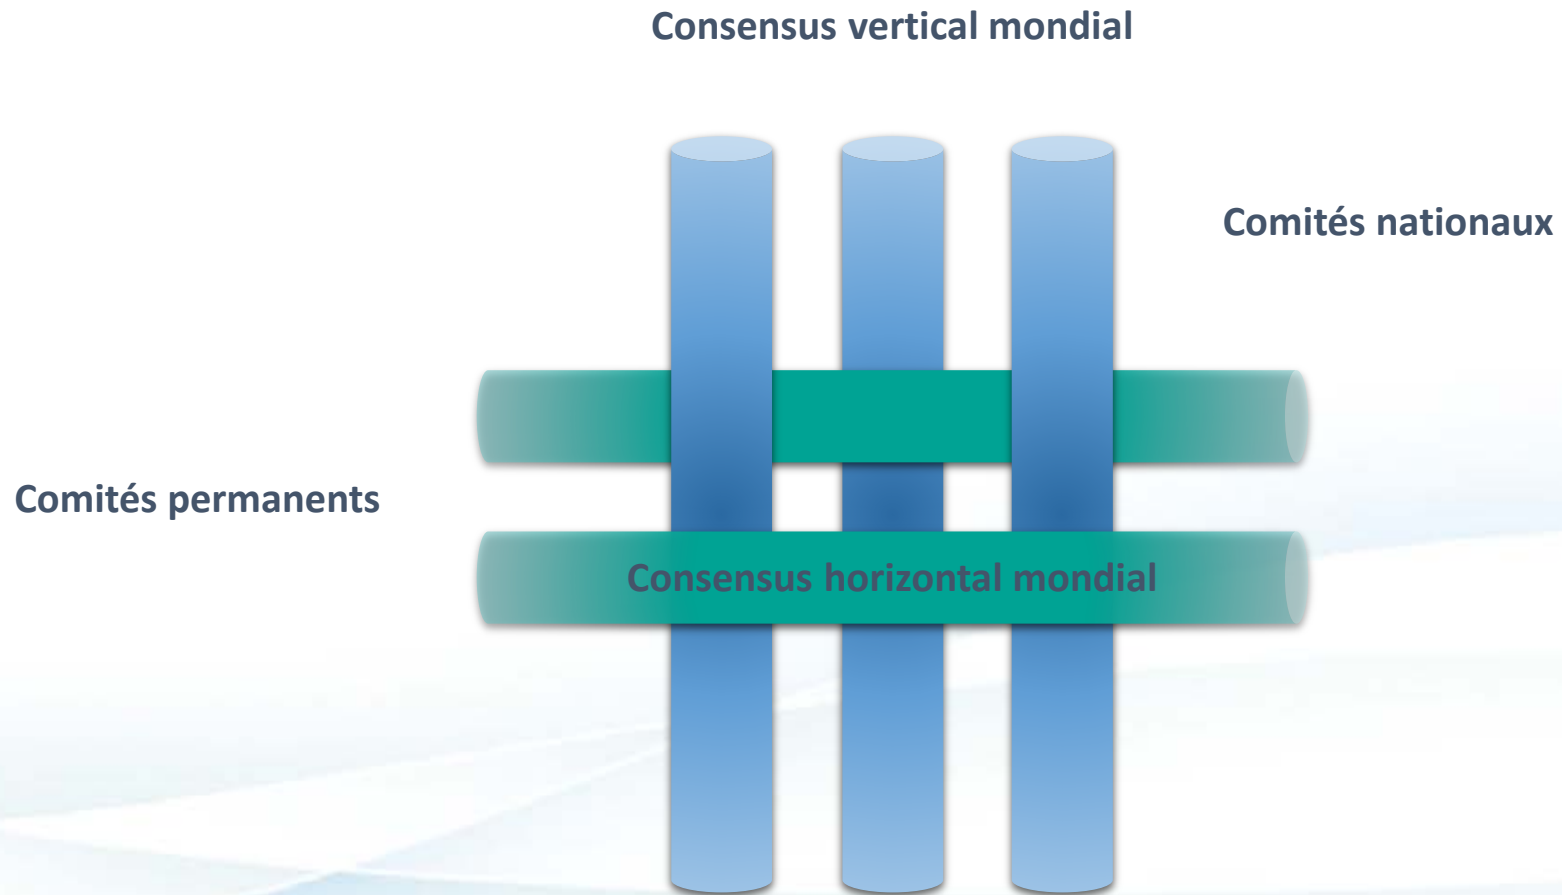 Consensus vertical mondial
Comités nationaux
Comités permanents
Consensus horizontal mondial